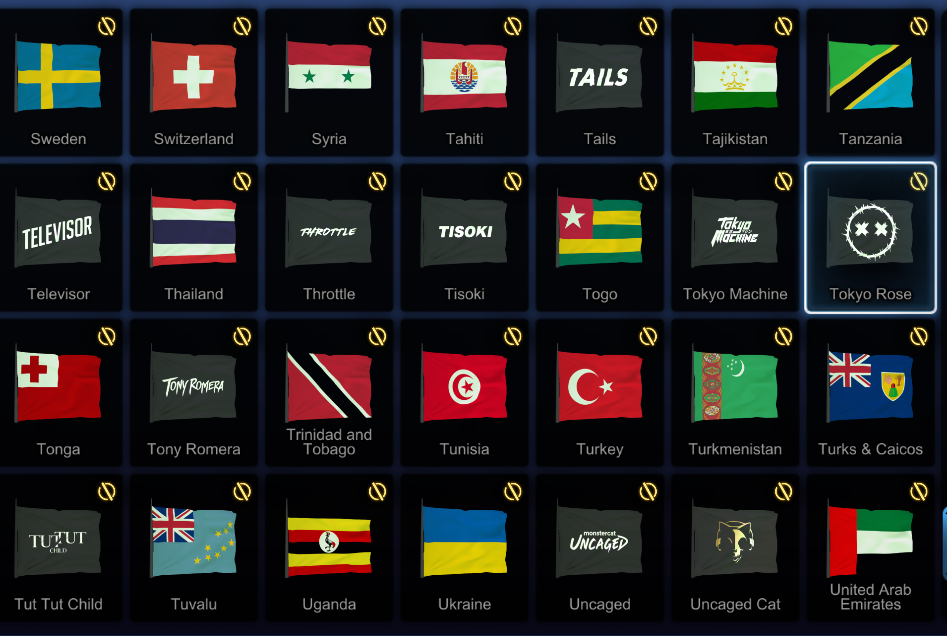 TAILS
Sweden
Switzerland
Syria
Tahiti
Tails
Tajikistan
Tanzania
TELEVISOR
THROTTLE
TISOKI
Tokyo
MACHINE
Televisor
Thailand
Throttle
Tisoki
Togo
Tokyo Machine
Tokyo Rose
TONY ROMERA
Tonga
Tony Romera
Trinidad and
Tobago
Tunisia
Turkey
Turkmenistan
Turks & Caicos
TUTTUT
CHILD
monstercat
UNCAGED
Tut Tut Child
Tuvalu
Uganda
Ukraine
Uncaged
Uncaged Cat
United Arab
Emirates